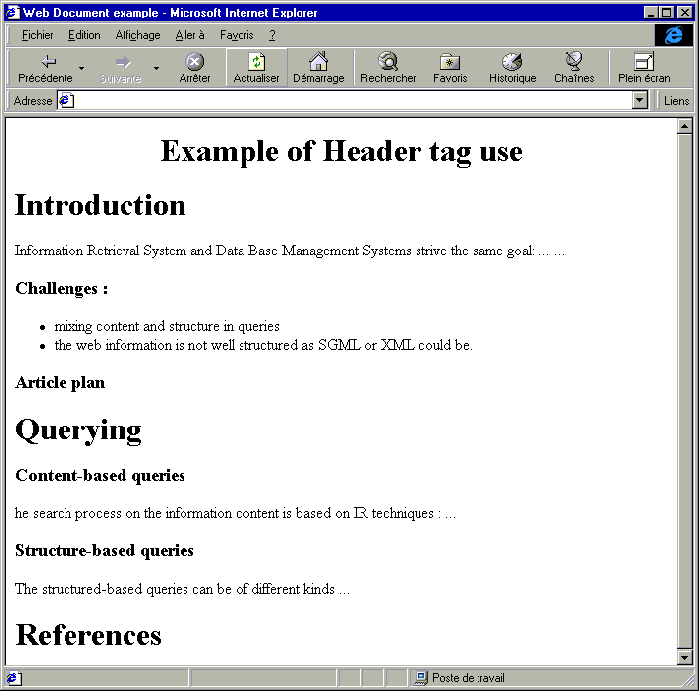 Web Document example - Microsoft Internet Explorer
Fichier Edition Affichage Aller à Favoris ?
Précédente Suivante Arrêter Actualiser Démarrage Rechercher Favoris Historique Chaînes Plein écran
Adresse Liens
Example of Header tag use
Introduction
Information Retrieval System and Data Base Management Systems strive the same goal: ... ...
Challenges :
• mixing content and structure in queries
• the web information is not well structured as SGML or XML could be.
Article plan
Querying
Content-based queries
he search process on the information content is based on IR techniques : ...
Structure-based queries
The structured-based queries can be of different kinds ...
References
Poste de travail